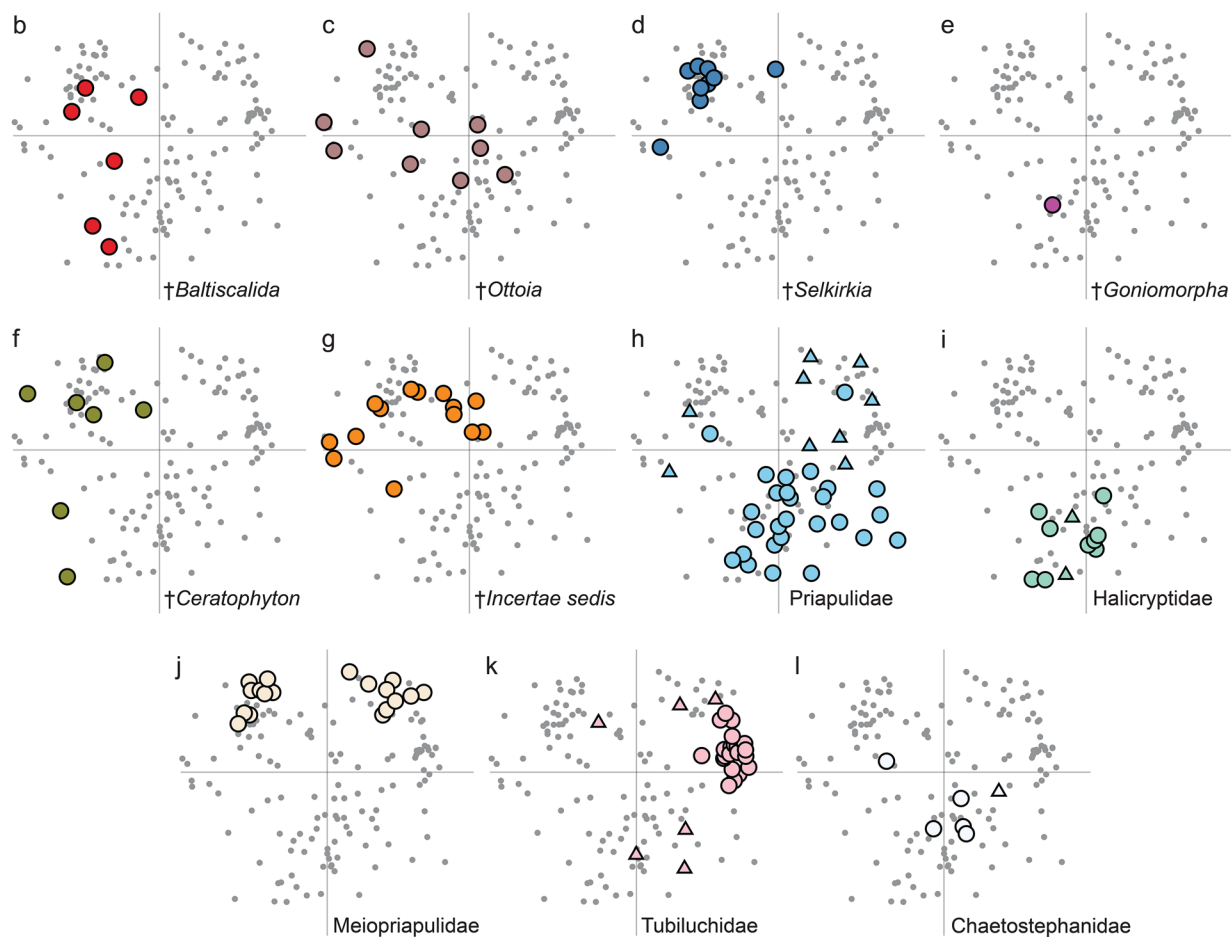 b
c
d
e
†Baltiscalida
†Ottoia
†Selkirkia
†Goniomorpha
f
g
h
i
†Ceratophyton
†Incertae sedis
Priapulidae
Halicryptidae
j
k
l
Meiopriapulidae
Tubiluchidae
Chaetostephanidae